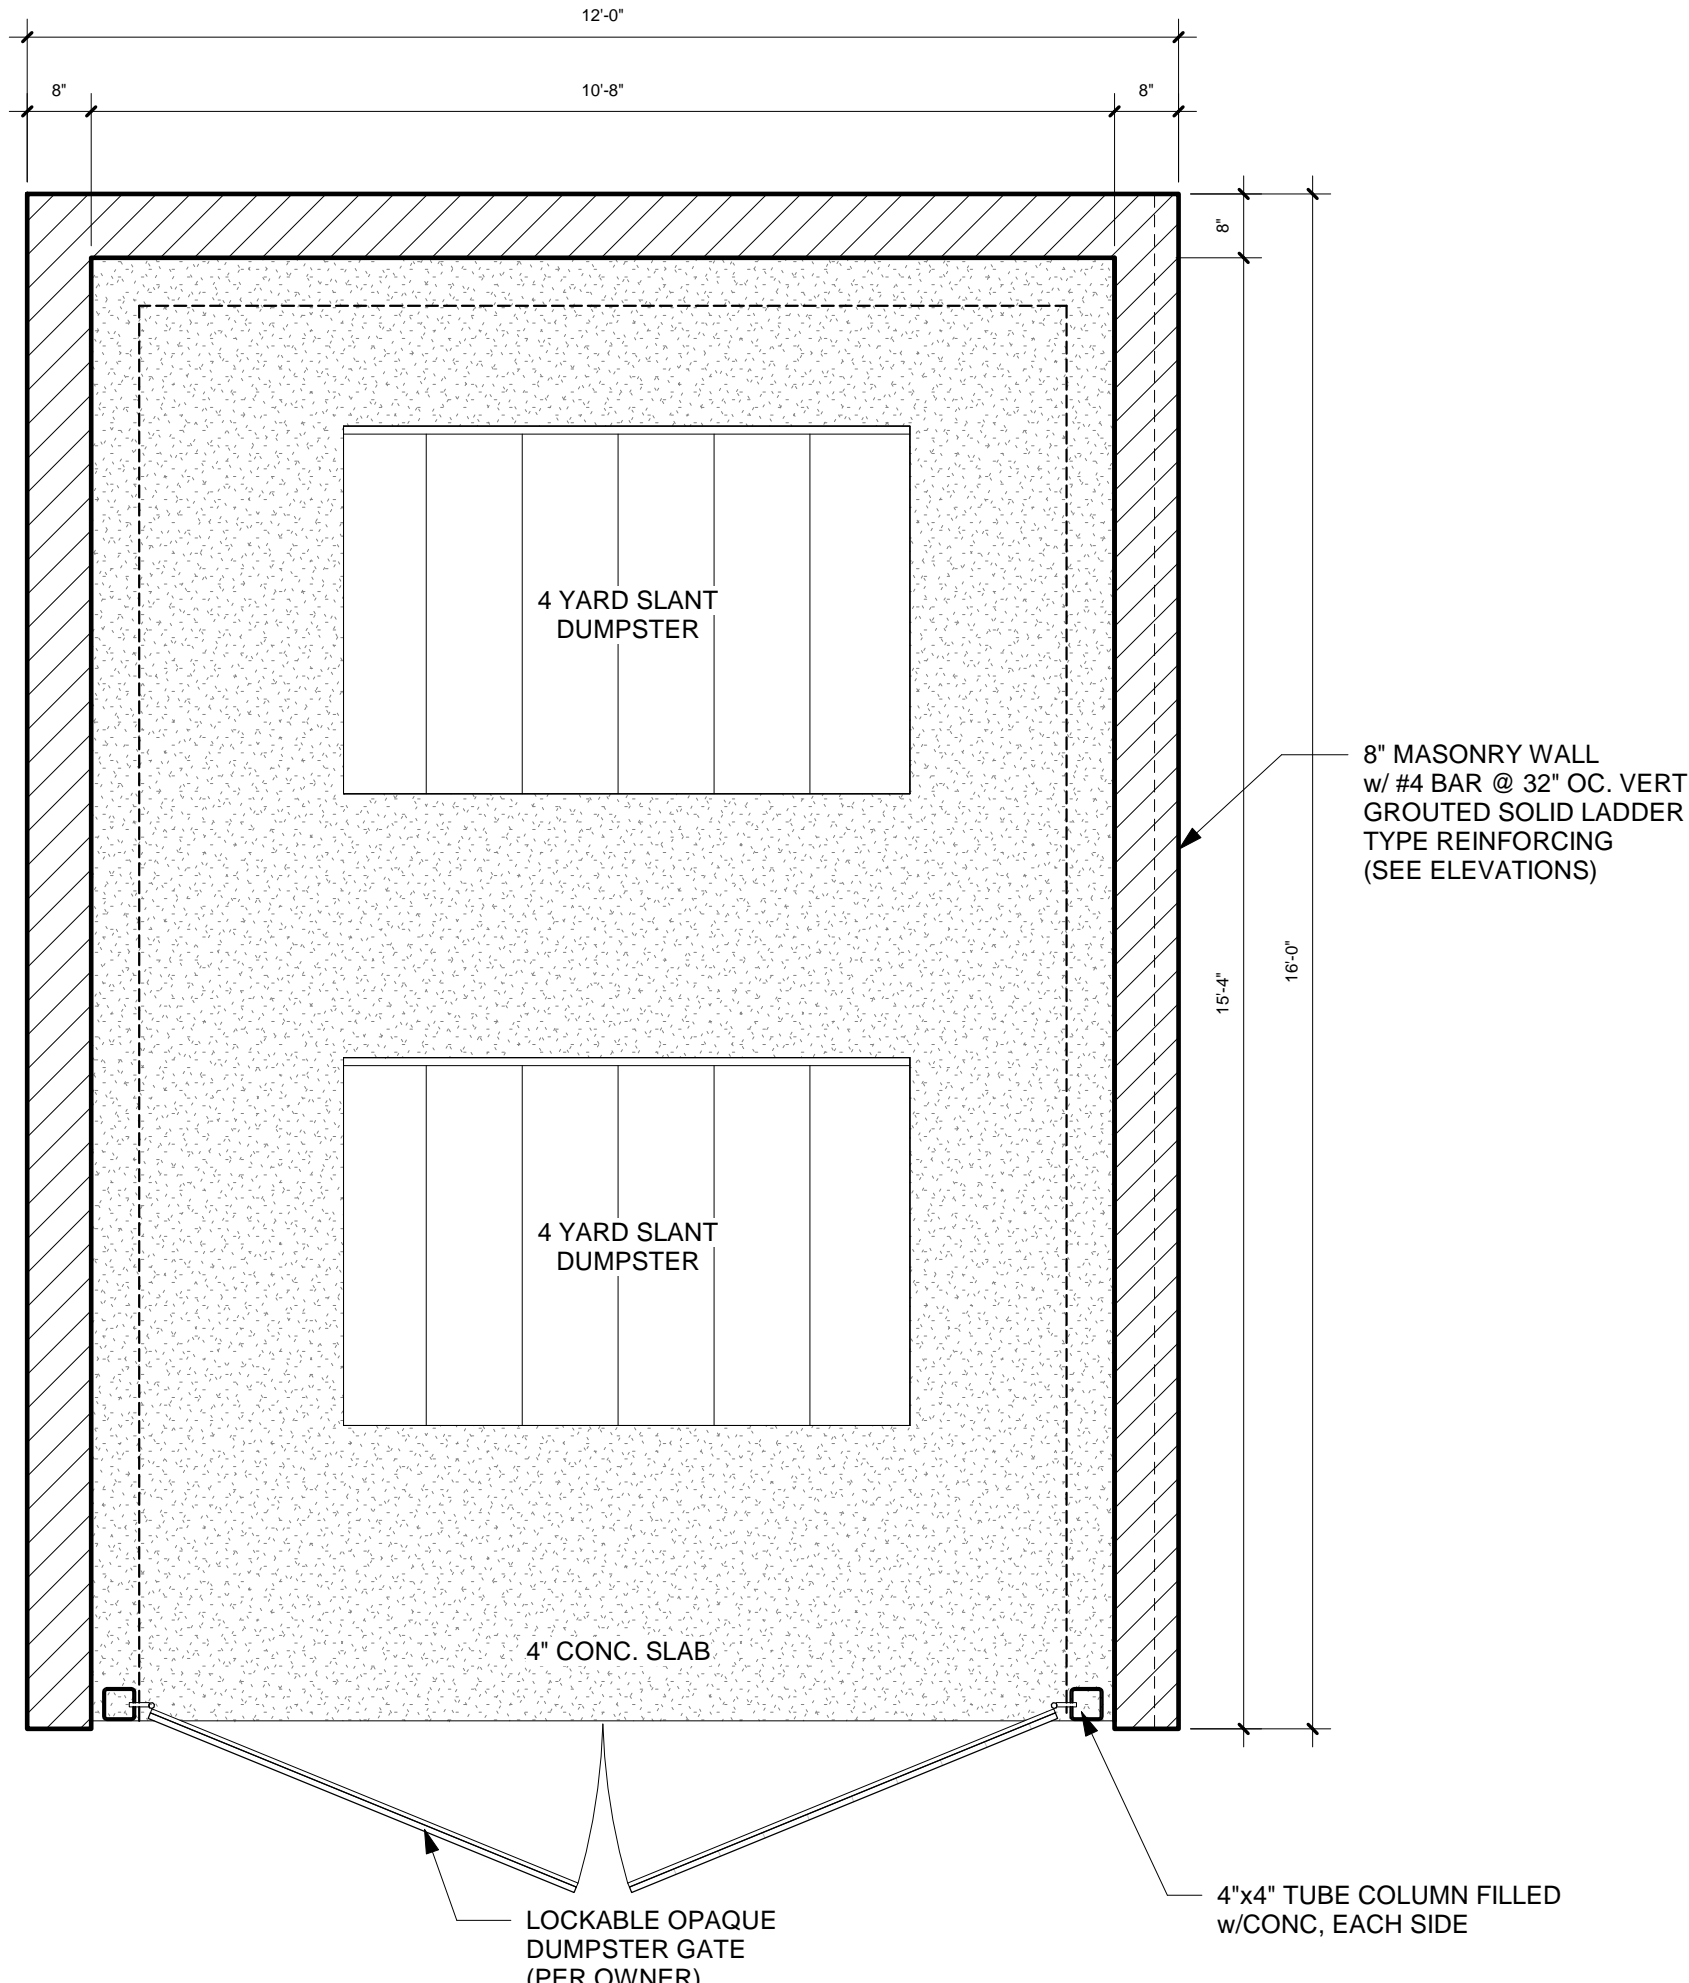 12'-0"
8"
10'-8"
8"
8"
4 YARD SLANT
DUMPSTER
8" MASONRY WALL
w/ #4 BAR @ 32" OC. VERT
GROUTED SOLID LADDER
TYPE REINFORCING
(SEE ELEVATIONS)
15'-4"
16'-0"
4 YARD SLANT
DUMPSTER
4" CONC. SLAB
4"x4" TUBE COLUMN FILLED
w/CONC, EACH SIDE
LOCKABLE OPAQUE
DUMPSTER GATE
(PER OWNER)